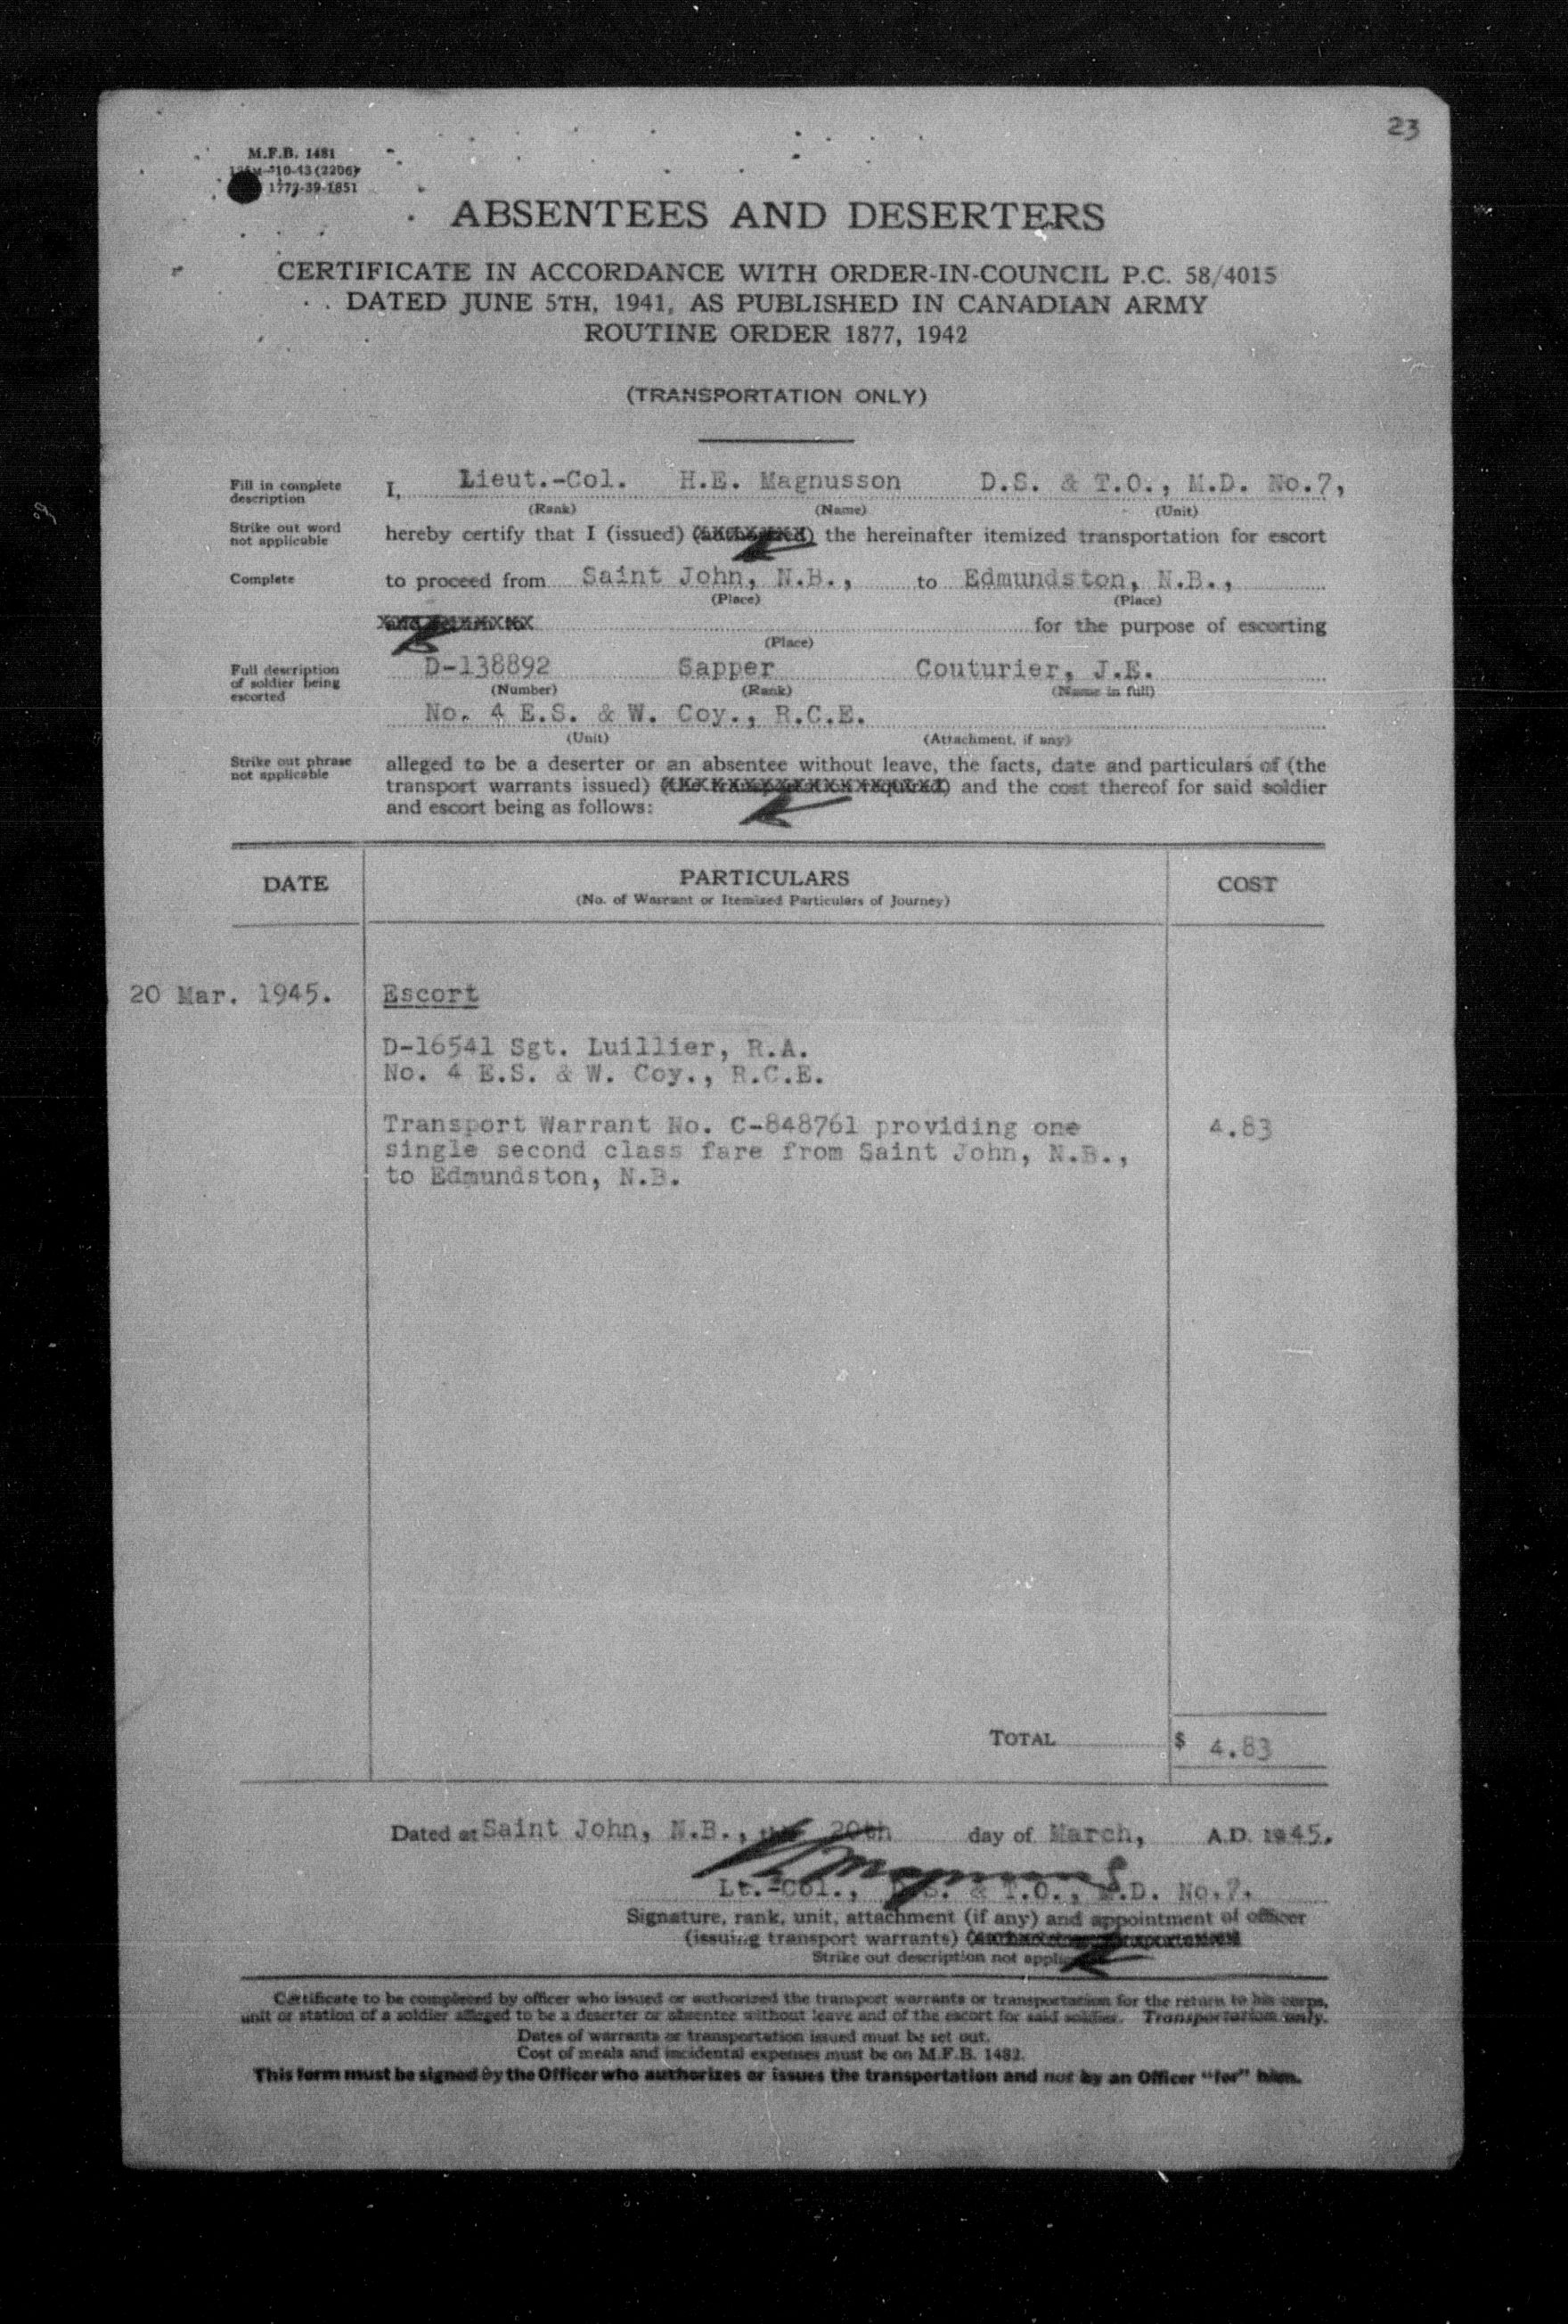 23
M.F.B. 1481
10-43 (2206)
1772-39-1851
ABSENTEES AND DESERTERS
CERTIFICATE IN ACCORDANCE WITH ORDER-IN-COUNCIL P.C. 58/4015
DATED JUNE 5TH, 1941, AS PUBLISHED IN CANADIAN ARMY
ROUTINE ORDER 1877, 1942
(TRANSPORTATION ONLY)
Fill in complete description
I, Lieut.-Col. H.E. Magnusson D.S. & T.O., M.D. No.7,
(Rank) (Name) (Unit)
Strike out word not applicable
hereby certify that I (issued) (authorized) the hereinafter itemized transportation for escort
Complete
to proceed from Saint John, N.B., to Edmundston, N.B.,
(Place) (Place)
for the purpose of escorting
(Place)
Full description of soldier being escorted
D-138892 Sapper Couturier, J.E.
(Number) (Rank) (Name in full)
No. 4 E.S. & W. Coy., R.C.E.
(Unit) (Attachment, if any)
Strike out phrase not applicable
alleged to be a deserter or an absentee without leave, the facts, date and particulars of (the
transport warrants issued) (the transportation required) and the cost thereof for said soldier
and escort being as follows:
DATE PARTICULARS COST
(No. of Warrant or Itemized Particulars of Journey)
20 Mar. 1945. Escort
D-16541 Sgt. Luillier, R.A.
No. 4 E.S. & W. Coy., R.C.E.
Transport Warrant No. C-848761 providing one 4.83
single second class fare from Saint John, N.B.,
to Edmundston, N.B.
TOTAL $ 4.83
Dated at Saint John, N.B., this 20th day of March, A.D. 1945.
Lt.-Col., D.S. & T.O., M.D. No.7.
Signature, rank, unit, attachment (if any) and appointment of officer
(issuing transport warrants)
Strike out description not applicable
Certificate to be completed by officer who issued or authorized the transport warrants or transportation for the return to his corps,
unit or station of a soldier alleged to be a deserter or absentee without leave and of the escort for said soldier. Transportation only.
Dates of warrants or transportation issued must be set out.
Cost of meals and incidental expenses must be on M.F.B. 1482.
This form must be signed by the Officer who authorizes or issues the transportation and not by an Officer "for" him.